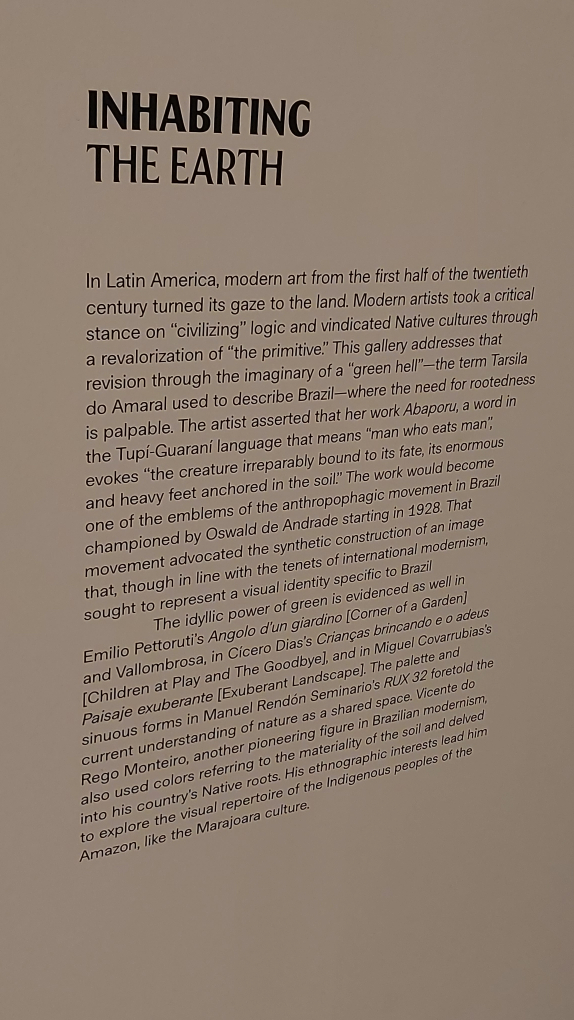 INHABITING
THE EARTH
In Latin America, modern art from the first half of the twentieth
century turned its gaze to the land. Modern artists took a critical
stance on “civilizing” logic and vindicated Native cultures through
a revalorization of “the primitive.” This gallery addresses that
revision through the imaginary of a “green hell”—the term Tarsila
do Amaral used to describe Brazil—where the need for rootedness
is palpable. The artist asserted that her work Abaporu, a word in
the Tupí-Guaraní language that means “man who eats man”,
evokes “the creature irreparably bound to its fate, its enormous
and heavy feet anchored in the soil.” The work would become
one of the emblems of the anthropophagic movement in Brazil
championed by Oswald de Andrade starting in 1928. That
movement advocated the synthetic construction of an image
that, though in line with the tenets of international modernism,
sought to represent a visual identity specific to Brazil
The idyllic power of green is evidenced as well in
Emilio Pettoruti’s Angolo d’un giardino [Corner of a Garden]
and Vallombrosa, in Cícero Dias’s Crianças brincando e o adeus
[Children at Play and The Goodbye], and in Miguel Covarrubias’s
Paisaje exuberante [Exuberant Landscape]. The palette and
sinuous forms in Manuel Rendón Seminario’s RUX 32 foretold the
current understanding of nature as a shared space. Vicente do
Rego Monteiro, another pioneering figure in Brazilian modernism,
also used colors referring to the materiality of the soil and delved
into his country’s Native roots. His ethnographic interests lead him
to explore the visual repertoire of the Indigenous peoples of the
Amazon, like the Marajoara culture.